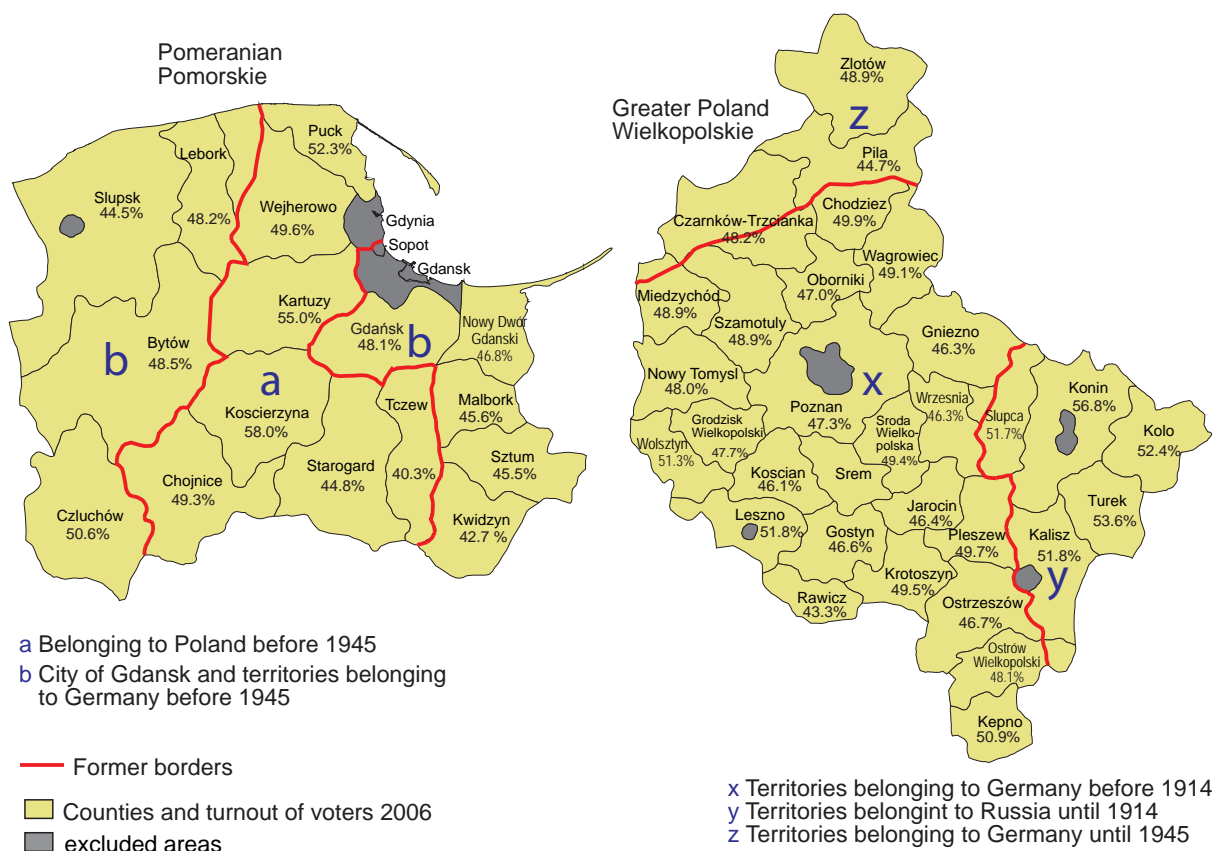 Pomeranian
Pomorskie
Puck
52.3%
Lebork
48.2%
Slupsk
44.5%
Wejherowo
49.6%
Gdynia
Sopot
Gdansk
Kartuzy
55.0%
Gdańsk
48.1%
b
Nowy Dwór
Gdanski
46.8%
b
Bytów
48.5%
a
Koscierzyna
58.0%
Tczew
40.3%
Malbork
45.6%
Sztum
45.5%
Starogard
44.8%
Chojnice
49.3%
Czluchów
50.6%
Kwidzyn
42.7 %
a Belonging to Poland before 1945
b City of Gdansk and territories belonging
to Germany before 1945
Former borders
Counties and turnout of voters 2006
excluded areas
Greater Poland
Wielkopolskie
Zlotów
48.9%
z
Pila
44.7%
Czarnków-Trzcianka
48.2%
Chodziez
49.9%
Wagrowiec
49.1%
Oborniki
47.0%
Miedzychód
48.9%
Szamotuly
48.9%
Gniezno
46.3%
Nowy Tomysl
48.0%
x
Poznan
47.3%
Wrzesnia
46.3%
Slupca
51.7%
Konin
56.8%
Kolo
52.4%
Wolsztyn
51.3%
Grodzisk
Wielkopolski
47.7%
Sroda
Wielko-
polska
49.4%
Koscian
46.1%
Srem
Turek
53.6%
Leszno
51.8%
Gostyn
46.6%
Jarocin
46.4%
Pleszew
49.7%
Kalisz
51.8%
y
Rawicz
43.3%
Krotoszyn
49.5%
Ostrzeszów
46.7%
Ostrów
Wielkopolski
48.1%
Kepno
50.9%
x Territories belonging to Germany before 1914
y Territories belongint to Russia until 1914
z Territories belonging to Germany until 1945